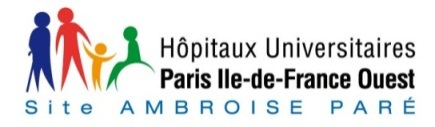 Hôpitaux Universitaires
Paris Ile-de-France Ouest
Site AMBROISE PARÉ